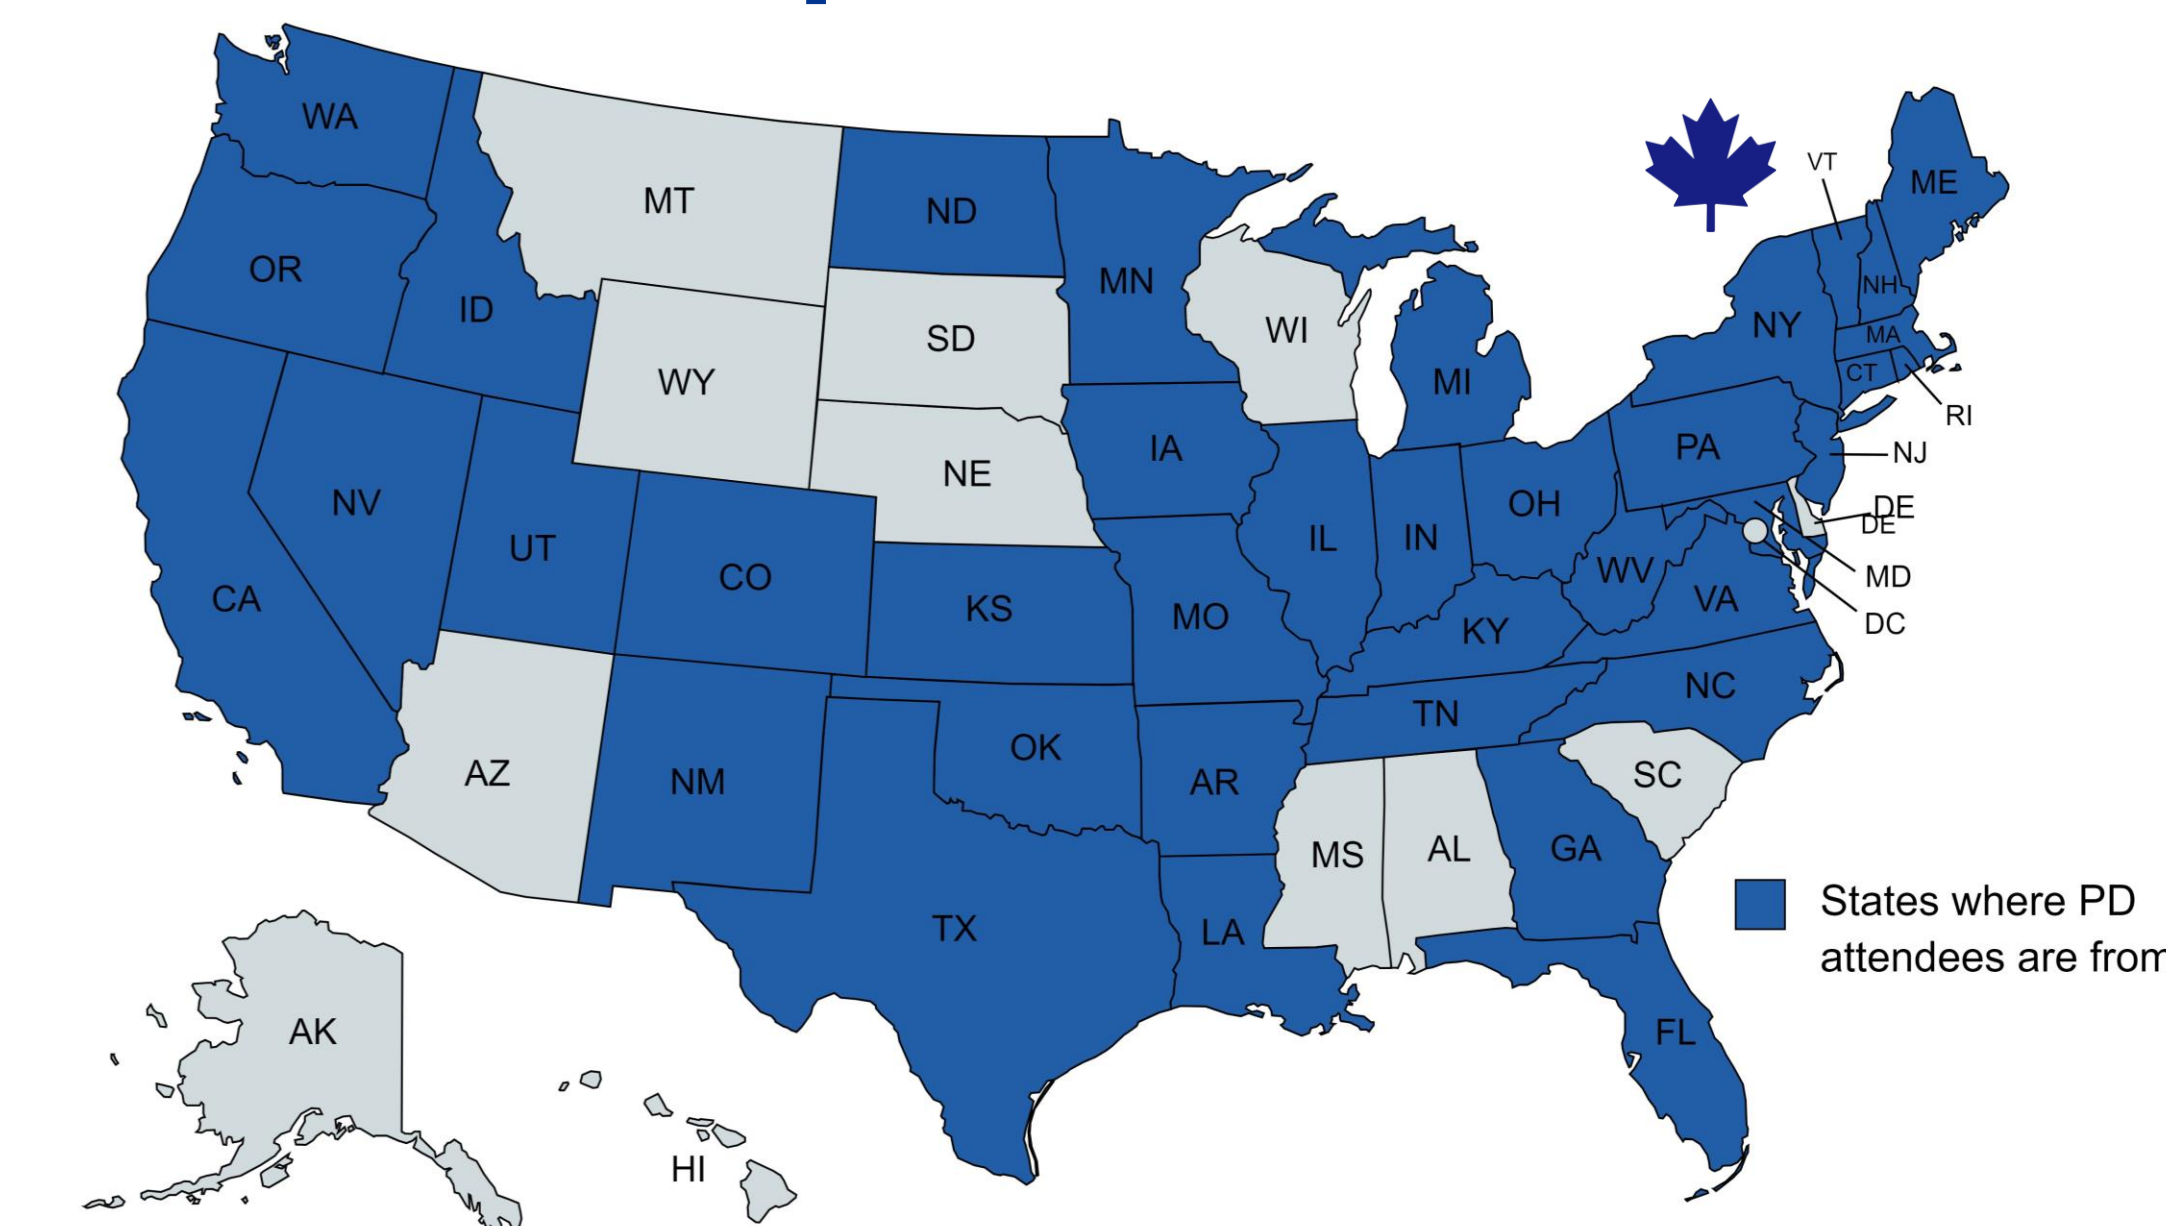 WA
VT
ME
MT
ND
OR
MN
NH
ID
NY
WI
SD
MA
CT
WY
MI
RI
IA
PA
NJ
NE
NV
OH
DE
DE
UT
IL
IN
WV
MD
CO
CA
KS
MO
KY
VA
DC
NC
TN
OK
AZ
NM
AR
SC
MS
AL
GA
States where PD
attendees are from
TX
LA
AK
FL
HI